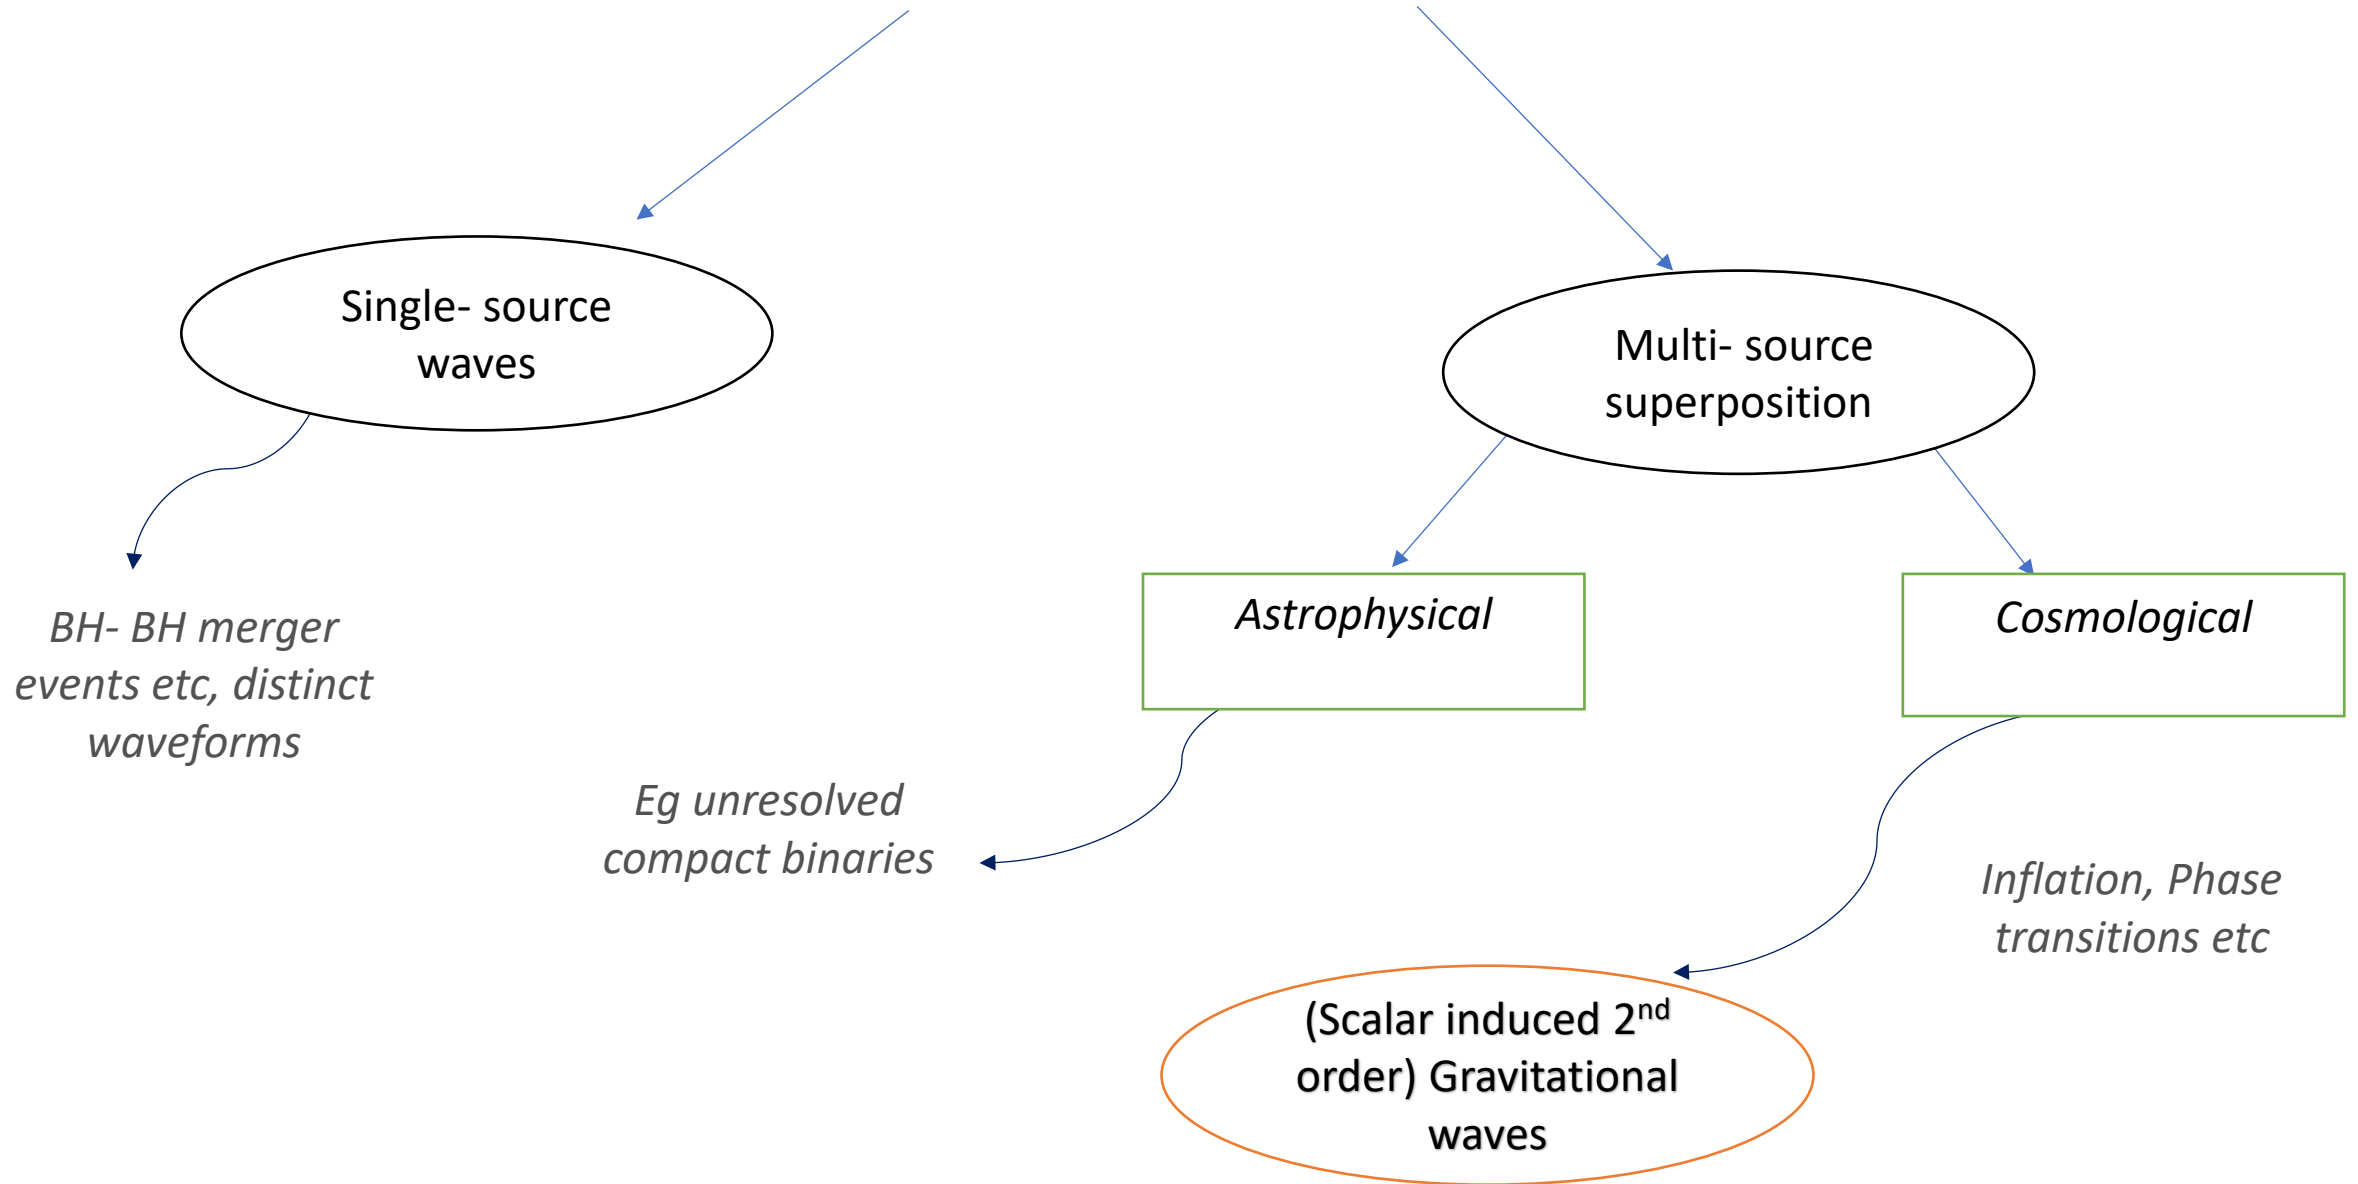 Single- source
waves
Multi- source
superposition
BH- BH merger
events etc, distinct
waveforms
Astrophysical
Cosmological
Eg unresolved
compact binaries
Inflation, Phase
transitions etc
(Scalar induced 2nd
order) Gravitational
waves